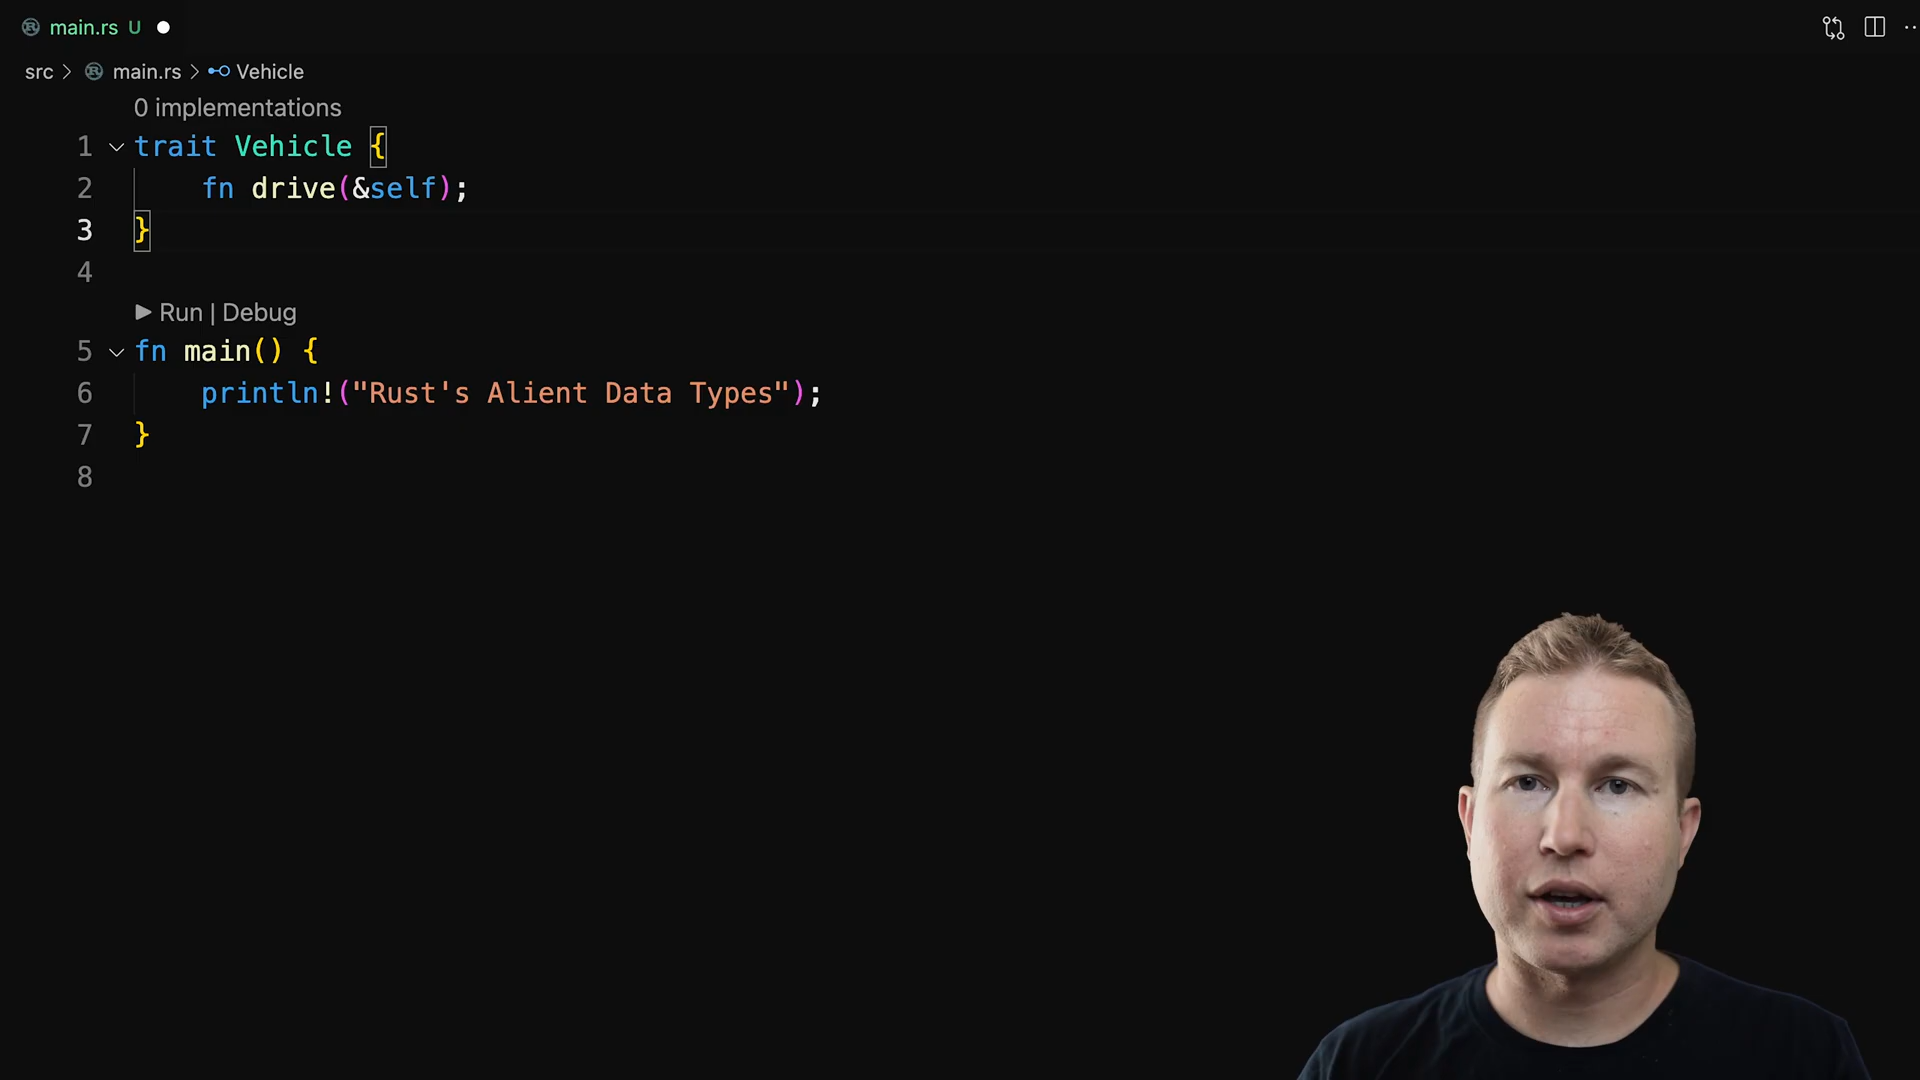 main.rs U
src > main.rs > Vehicle
0 implementations
1 trait Vehicle {
2 fn drive(&self);
3 }
4
Run | Debug
5 fn main() {
6 println!("Rust's Alient Data Types");
7 }
8